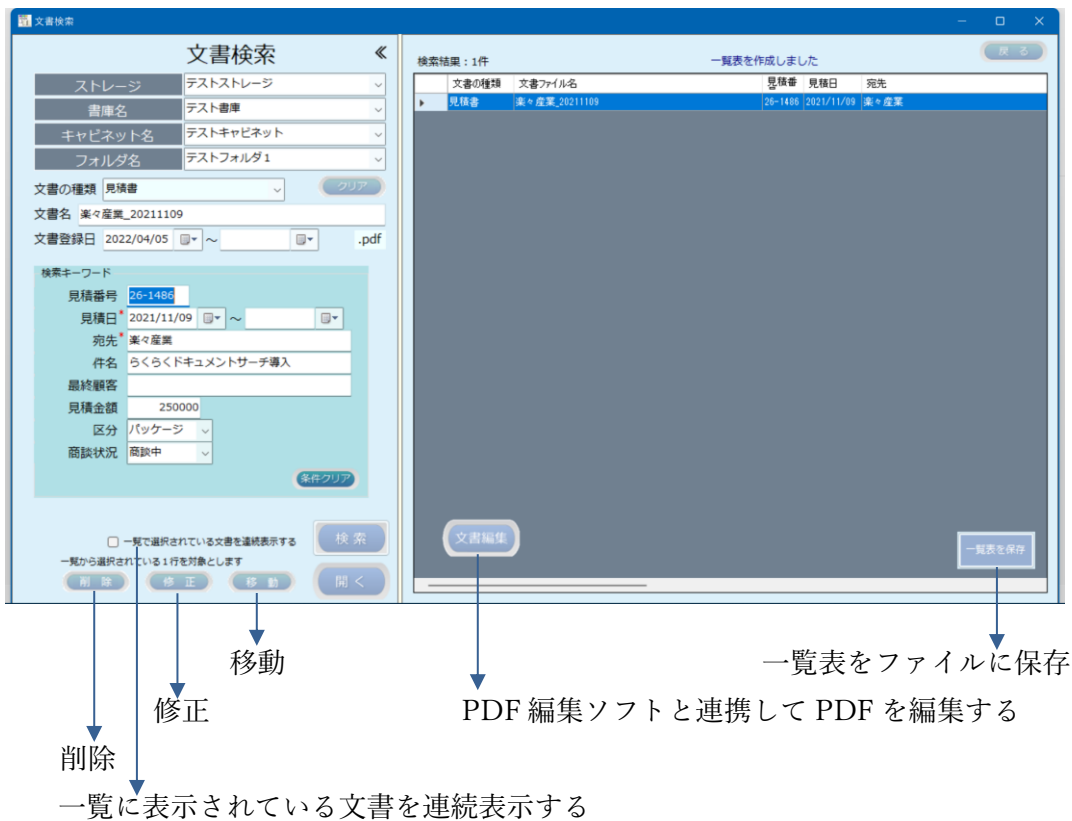 文書検索
文書検索
≪
ストレージ テストストレージ
書庫名 テスト書庫
キャビネット名 テストキャビネット
フォルダ名 テストフォルダ1
文書の種類 見積書 クリア
文書名 楽々産業_20211109
文書登録日 2022/04/05 ～ .pdf
検索キーワード
見積番号 26-1486
見積日* 2021/11/09 ～
宛先* 楽々産業
件名 らくらくドキュメントサーチ導入
最終顧客
見積金額 250000
区分 パッケージ
商談状況 商談中
条件クリア
一覧で選択されている文書を連続表示する 検索
一覧から選択されている1行を対象とします
削除 修正 移動 開く
戻る
検索結果：1件 一覧表を作成しました
文書の種類 文書ファイル名 見積番 見積日 宛先
見積書 楽々産業_20211109 26-1486 2021/11/09 楽々産業
文書編集
一覧表を保存
移動 一覧表をファイルに保存
修正 PDF 編集ソフトと連携して PDF を編集する
削除
一覧に表示されている文書を連続表示する